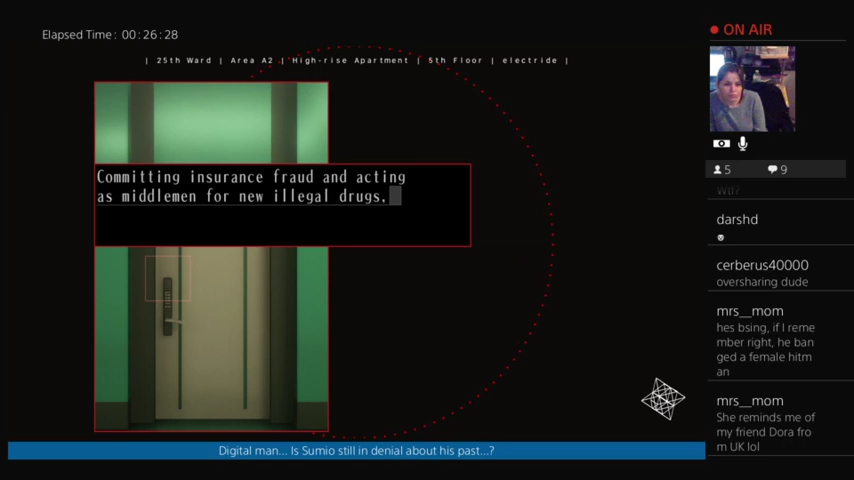 Elapsed Time: 00:26:28
ON AIR
| 25th Ward | Area A2 | High-rise Apartment | 5th Floor | electride |
Committing insurance fraud and acting
as middlemen for new illegal drugs,
5
9
darshd
cerberus40000
oversharing dude
mrs__mom
hes bsing, if I reme
mber right, he ban
ged a female hitm
an
mrs__mom
She reminds me of
my friend Dora fro
m UK lol
Digital man... Is Sumio still in denial about his past...?